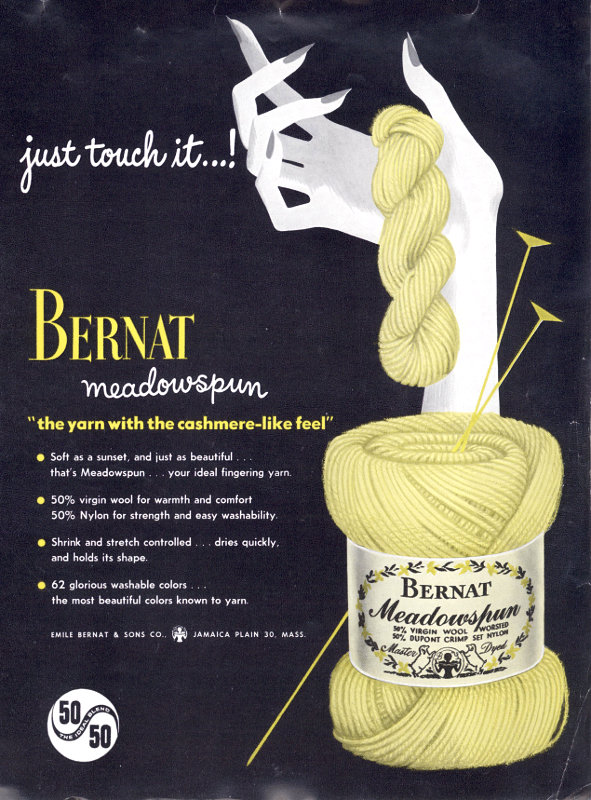 just touch it...!
BERNAT
meadowspun
"the yarn with the cashmere-like feel"
Soft as a sunset, and just as beautiful . . .
that's Meadowspun . . . your ideal fingering yarn.
50% virgin wool for warmth and comfort
50% Nylon for strength and easy washability.
Shrink and stretch controlled . . . dries quickly,
and holds its shape.
62 glorious washable colors . . .
the most beautiful colors known to yarn.
EMILE BERNAT & SONS CO., JAMAICA PLAIN 30, MASS.
50
THE IDEAL BLEND
50
BERNAT
Meadowspun
50% VIRGIN WOOL WORSTED
50% DUPONT CRIMP SET NYLON
Master Dyed